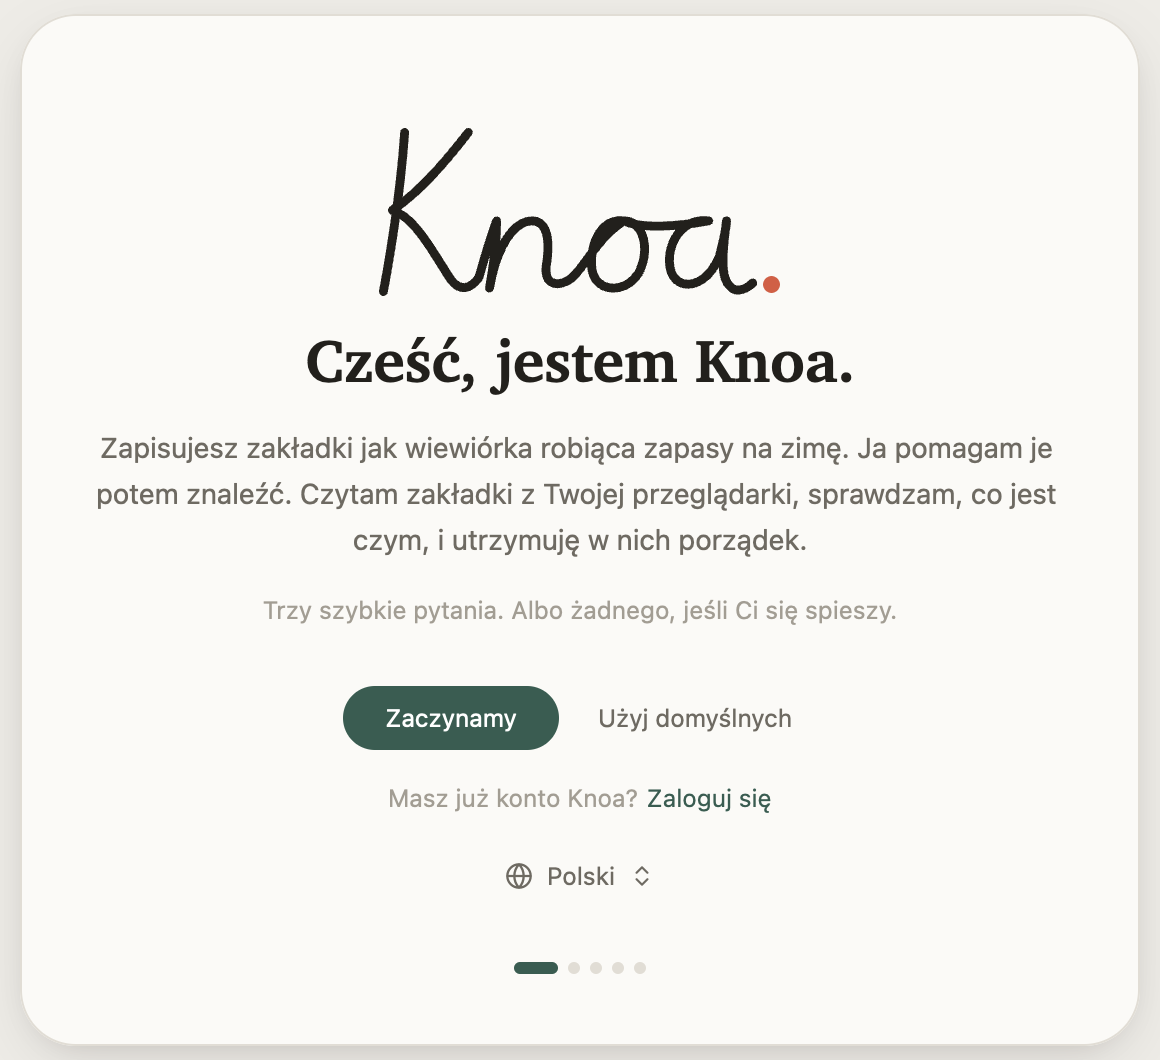 Knoa.
Cześć, jestem Knoa.
Zapisujesz zakładki jak wiewiórka robiąca zapasy na zimę. Ja pomagam je
potem znaleźć. Czytam zakładki z Twojej przeglądarki, sprawdzam, co jest
czym, i utrzymuję w nich porządek.
Trzy szybkie pytania. Albo żadnego, jeśli Ci się spieszy.
Zaczynamy
Użyj domyślnych
Masz już konto Knoa? Zaloguj się
Polski